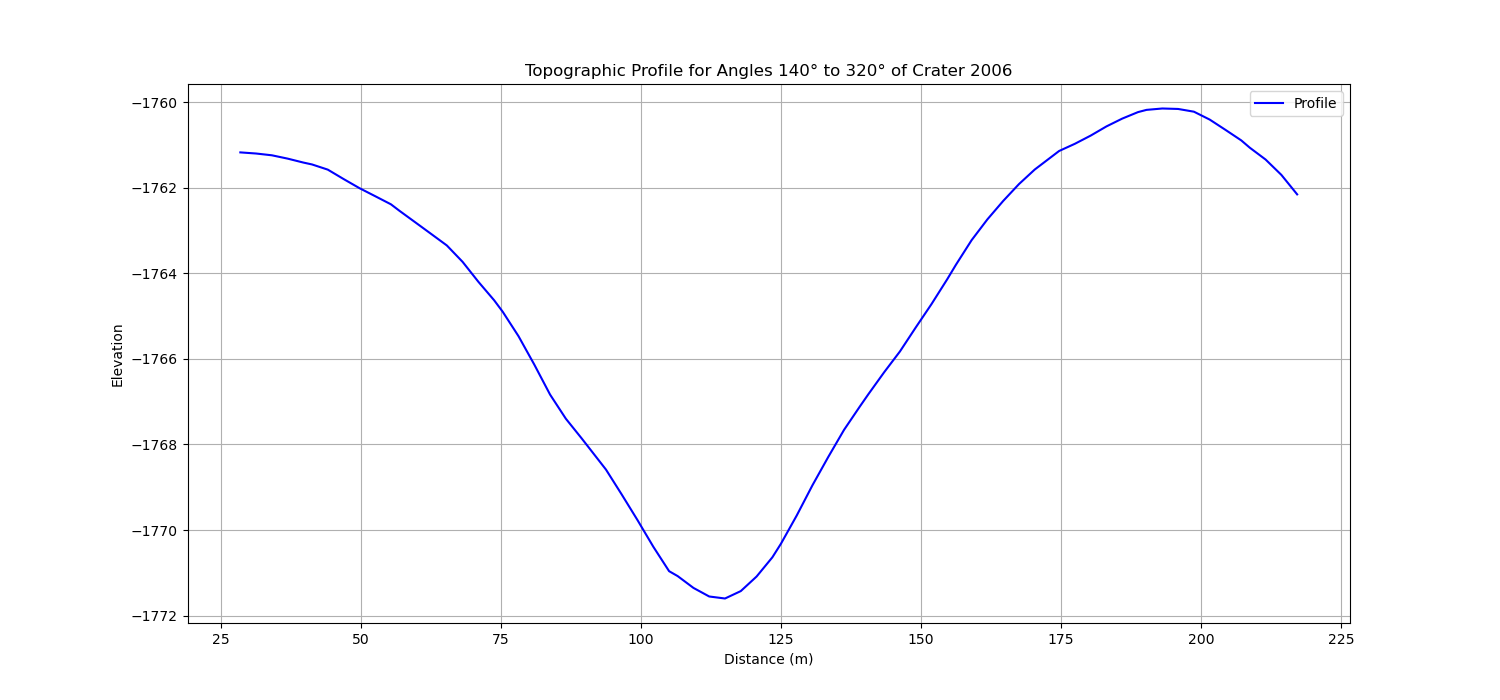 Topographic Profile for Angles 140° to 320° of Crater 2006
Profile
−1760
−1762
−1764
−1766
−1768
−1770
−1772
Elevation
25 50 75 100 125 150 175 200 225
Distance (m)